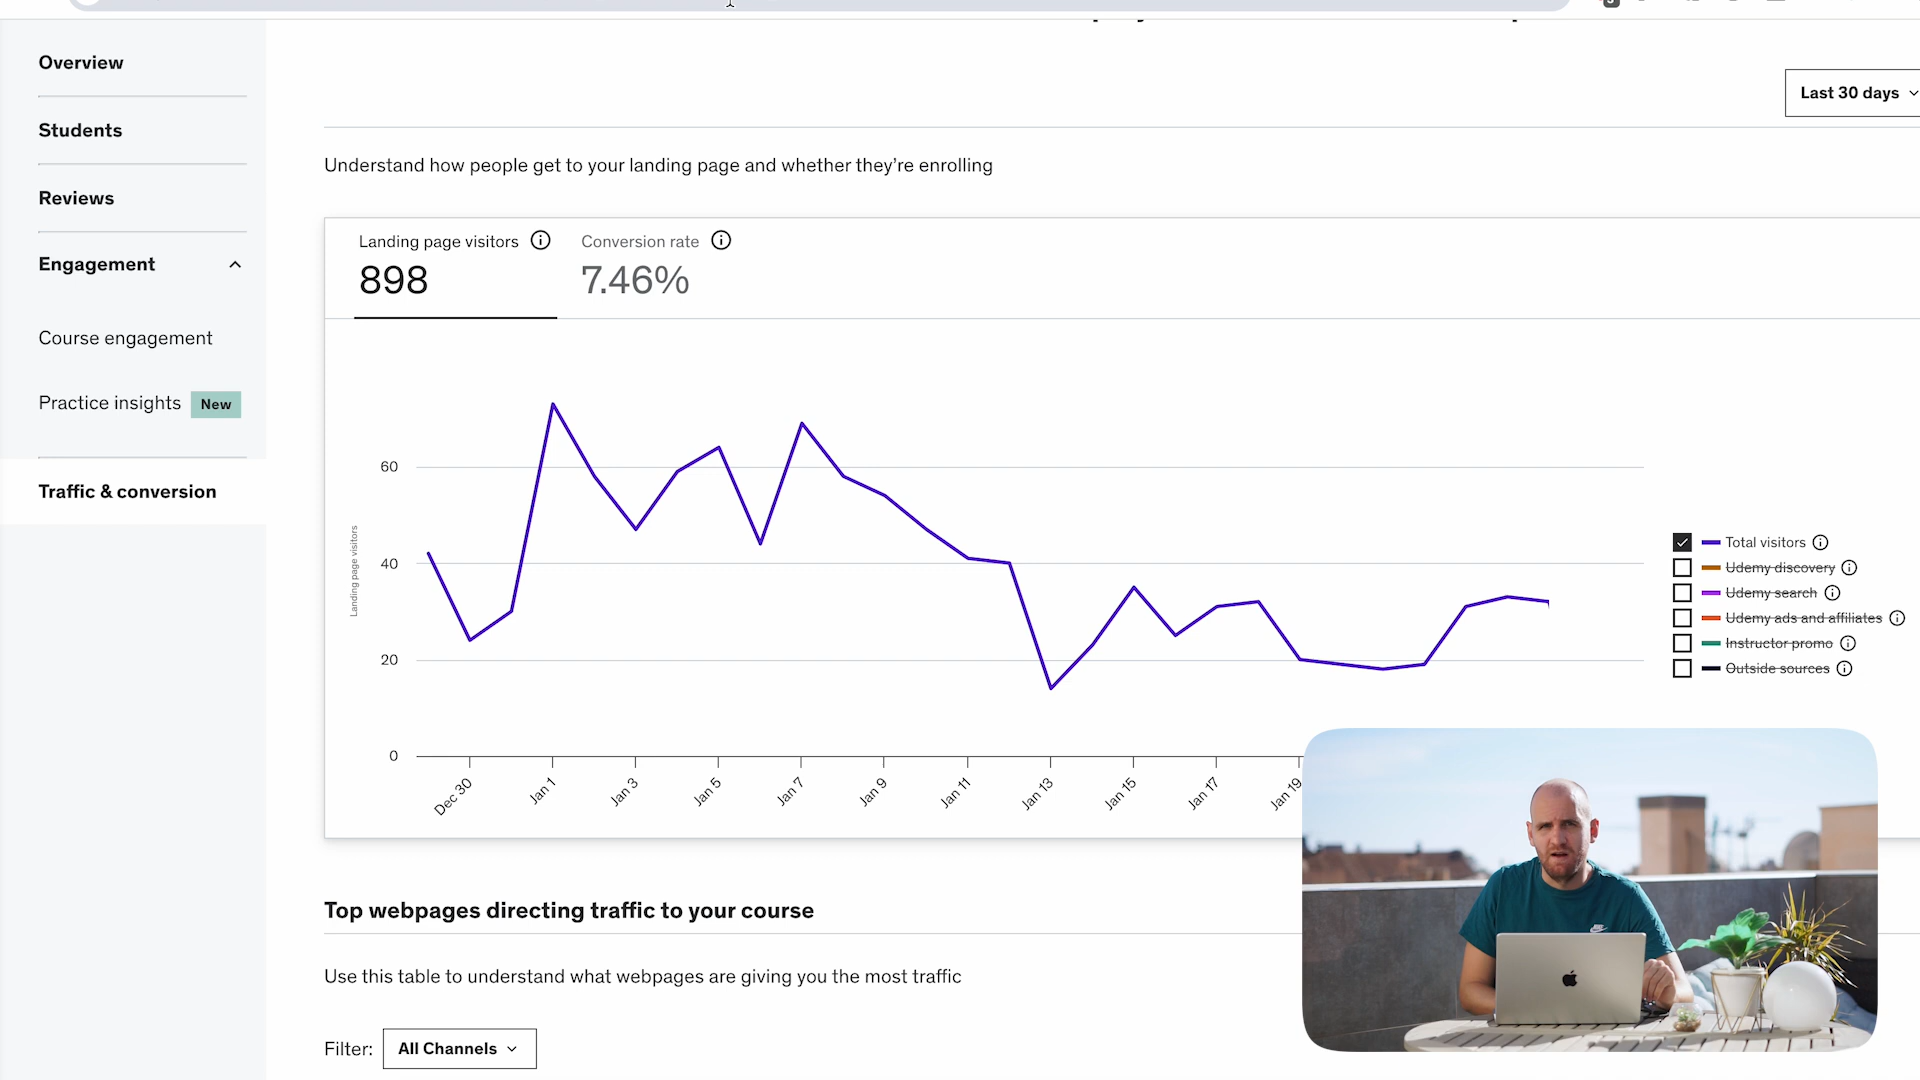 Overview
Students
Reviews
Engagement
Course engagement
Practice insights New
Traffic & conversion
Last 30 days
Understand how people get to your landing page and whether they're enrolling
Landing page visitors
898
Conversion rate
7.46%
Landing page visitors
60
40
20
0
Dec 30
Jan 1
Jan 3
Jan 5
Jan 7
Jan 9
Jan 11
Jan 13
Jan 15
Jan 17
Jan 19
Total visitors
Udemy discovery
Udemy search
Udemy ads and affiliates
Instructor promo
Outside sources
Top webpages directing traffic to your course
Use this table to understand what webpages are giving you the most traffic
Filter: All Channels